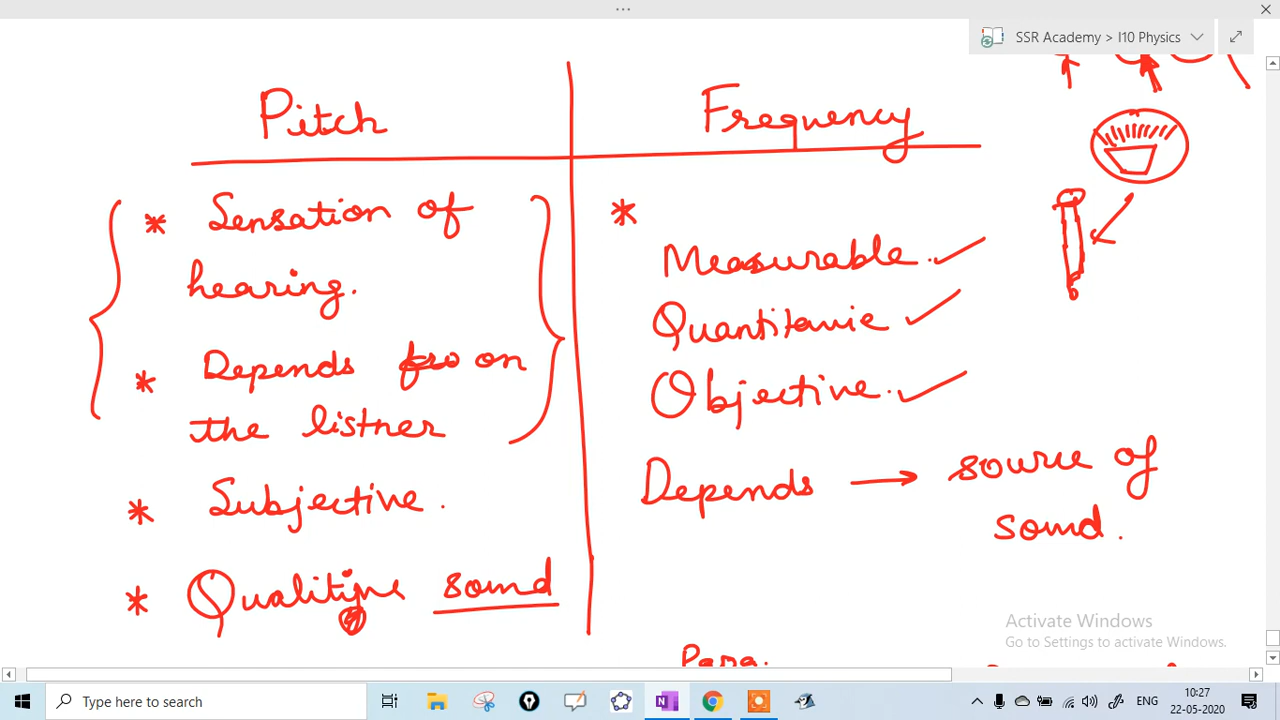 SSR Academy > I10 Physics
Pitch
Frequency
* Sensation of
hearing.
* Depends on
the listner
* Subjective.
* Qualitive sound
*
Measurable.
Quantitative
Objective.
Depends → source of
sound.
Para.
Activate Windows
Go to Settings to activate Windows.
Type here to search
ENG
10:27
22-05-2020